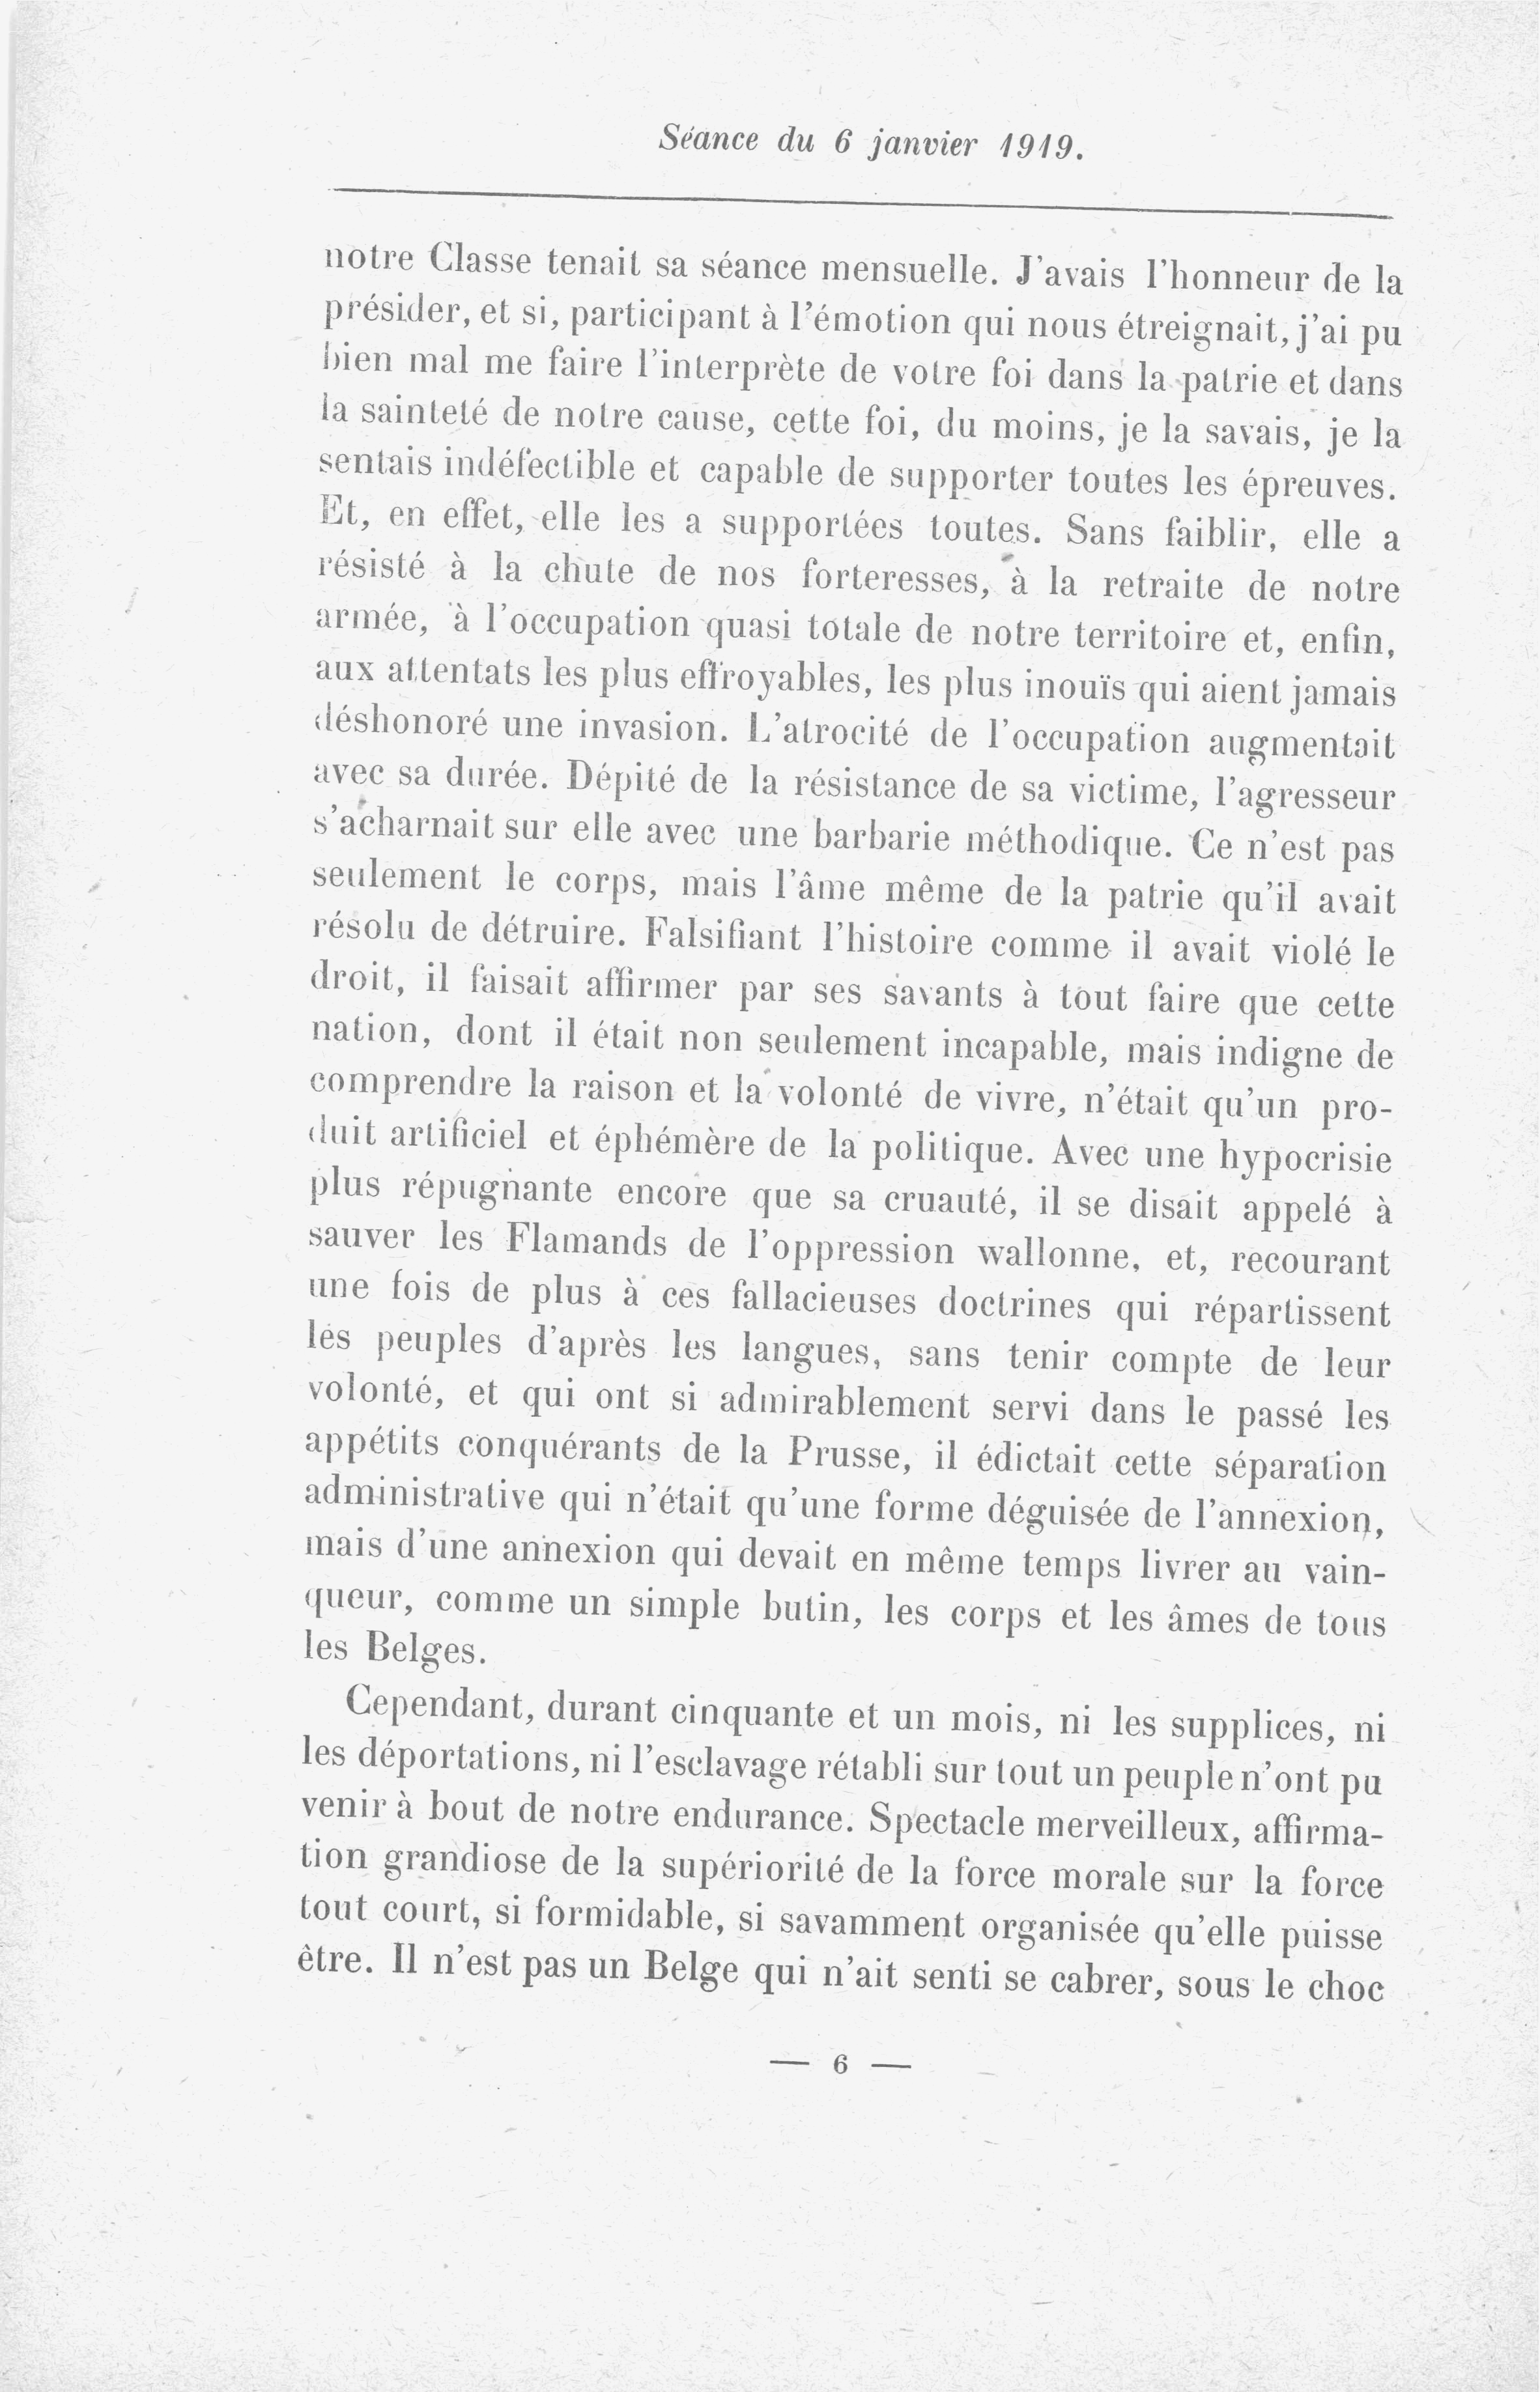 Séance du 6 janvier 1919.
notre Classe tenait sa séance mensuelle. J'avais l'honneur de la
présider, et si, participant à l'émotion qui nous étreignait, j'ai pu
bien mal me faire l'interprète de votre foi dans la patrie et dans
la sainteté de notre cause, cette foi, du moins, je la savais, je la
sentais indéfectible et capable de supporter toutes les épreuves.
Et, en effet, elle les a supportées toutes. Sans faiblir, elle a
résisté à la chute de nos forteresses, à la retraite de notre
armée, à l'occupation quasi totale de notre territoire et, enfin,
aux attentats les plus effroyables, les plus inouïs qui aient jamais
déshonoré une invasion. L'atrocité de l'occupation augmentait
avec sa durée. Dépité de la résistance de sa victime, l'agresseur
s'acharnait sur elle avec une barbarie méthodique. Ce n'est pas
seulement le corps, mais l'âme même de la patrie qu'il avait
résolu de détruire. Falsifiant l'histoire comme il avait violé le
droit, il faisait affirmer par ses savants à tout faire que cette
nation, dont il était non seulement incapable, mais indigne de
comprendre la raison et la volonté de vivre, n'était qu'un pro-
duit artificiel et éphémère de la politique. Avec une hypocrisie
plus répugnante encore que sa cruauté, il se disait appelé à
sauver les Flamands de l'oppression wallonne, et, recourant
une fois de plus à ces fallacieuses doctrines qui répartissent
les peuples d'après les langues, sans tenir compte de leur
volonté, et qui ont si admirablement servi dans le passé les
appétits conquérants de la Prusse, il édictait cette séparation
administrative qui n'était qu'une forme déguisée de l'annexion,
mais d'une annexion qui devait en même temps livrer au vain-
queur, comme un simple butin, les corps et les âmes de tous
les Belges.
Cependant, durant cinquante et un mois, ni les supplices, ni
les déportations, ni l'esclavage rétabli sur tout un peuple n'ont pu
venir à bout de notre endurance. Spectacle merveilleux, affirma-
tion grandiose de la supériorité de la force morale sur la force
tout court, si formidable, si savamment organisée qu'elle puisse
être. Il n'est pas un Belge qui n'ait senti se cabrer, sous le choc
— 6 —